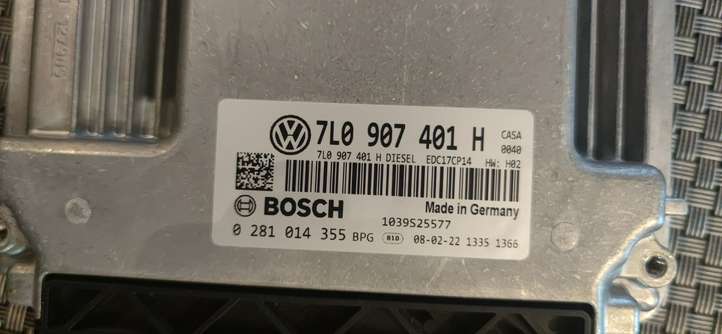 7L0 907 401 H CASA 0040
7L0 907 401 H DIESEL EDC17CP14 HW: H02
BOSCH Made in Germany
1039S25577
0 281 014 355 BPG B10 08-02-22 1335 1366